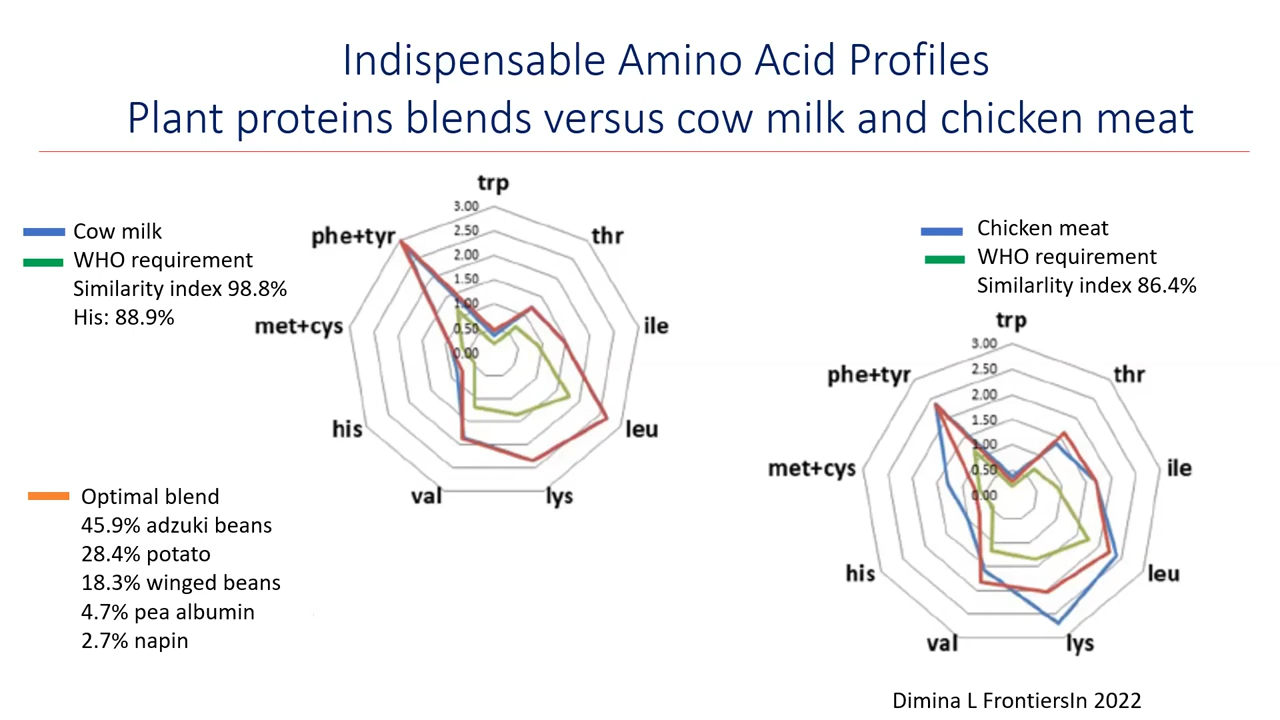 Indispensable Amino Acid Profiles
Plant proteins blends versus cow milk and chicken meat
Cow milk
WHO requirement
Similarity index 98.8%
His: 88.9%
trp
thr
ile
leu
lys
val
his
met+cys
phe+tyr
3.00
2.50
2.00
1.50
1.00
0.50
0.00
Optimal blend
45.9% adzuki beans
28.4% potato
18.3% winged beans
4.7% pea albumin
2.7% napin
Chicken meat
WHO requirement
Similarlity index 86.4%
trp
thr
ile
leu
lys
val
his
met+cys
phe+tyr
3.00
2.50
2.00
1.50
1.00
0.50
0.00
Dimina L FrontiersIn 2022